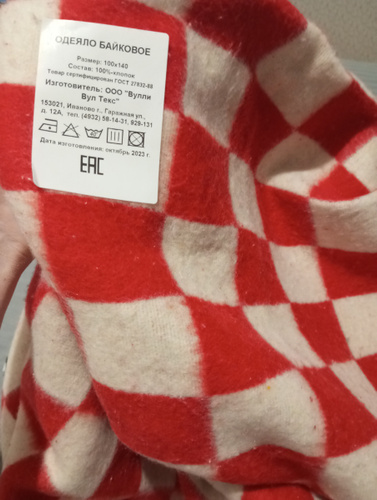 ОДЕЯЛО БАЙКОВОЕ
Размер: 100х140
Состав: 100%-хлопок
Товар сертифицирован ГОСТ 27832-88
Изготовитель: ООО "Вулли
Вул Текс"
153021, Иваново г., Гаражная ул.,
д. 12А, тел. (4932) 58-14-31, 929-131
Дата изготовления: октябрь 2023 г.
ЕАС